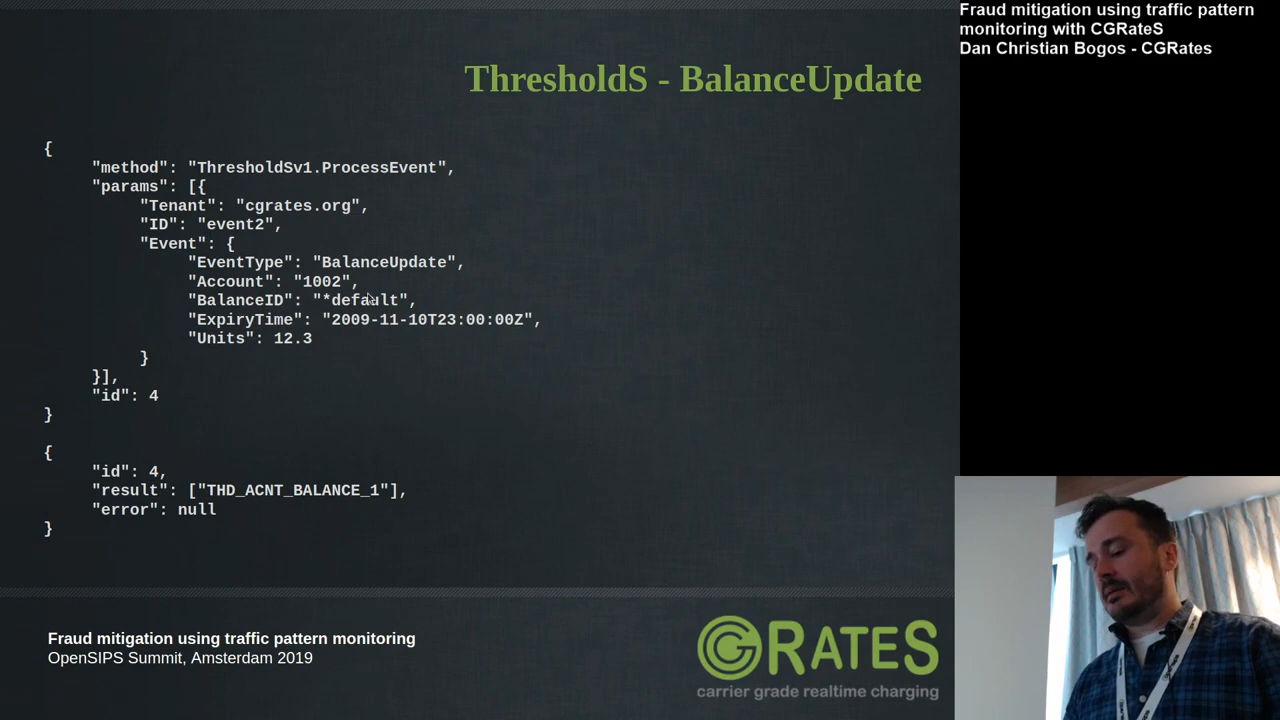 Fraud mitigation using traffic pattern
monitoring with CGRateS
Dan Christian Bogos - CGRates
ThresholdS - BalanceUpdate
{
"method": "ThresholdSv1.ProcessEvent",
"params": [{
"Tenant": "cgrates.org",
"ID": "event2",
"Event": {
"EventType": "BalanceUpdate",
"Account": "1002",
"BalanceID": "*default",
"ExpiryTime": "2009-11-10T23:00:00Z",
"Units": 12.3
}
}],
"id": 4
}
{
"id": 4,
"result": ["THD_ACNT_BALANCE_1"],
"error": null
}
Fraud mitigation using traffic pattern monitoring
OpenSIPS Summit, Amsterdam 2019
CGRATES
carrier grade realtime charging